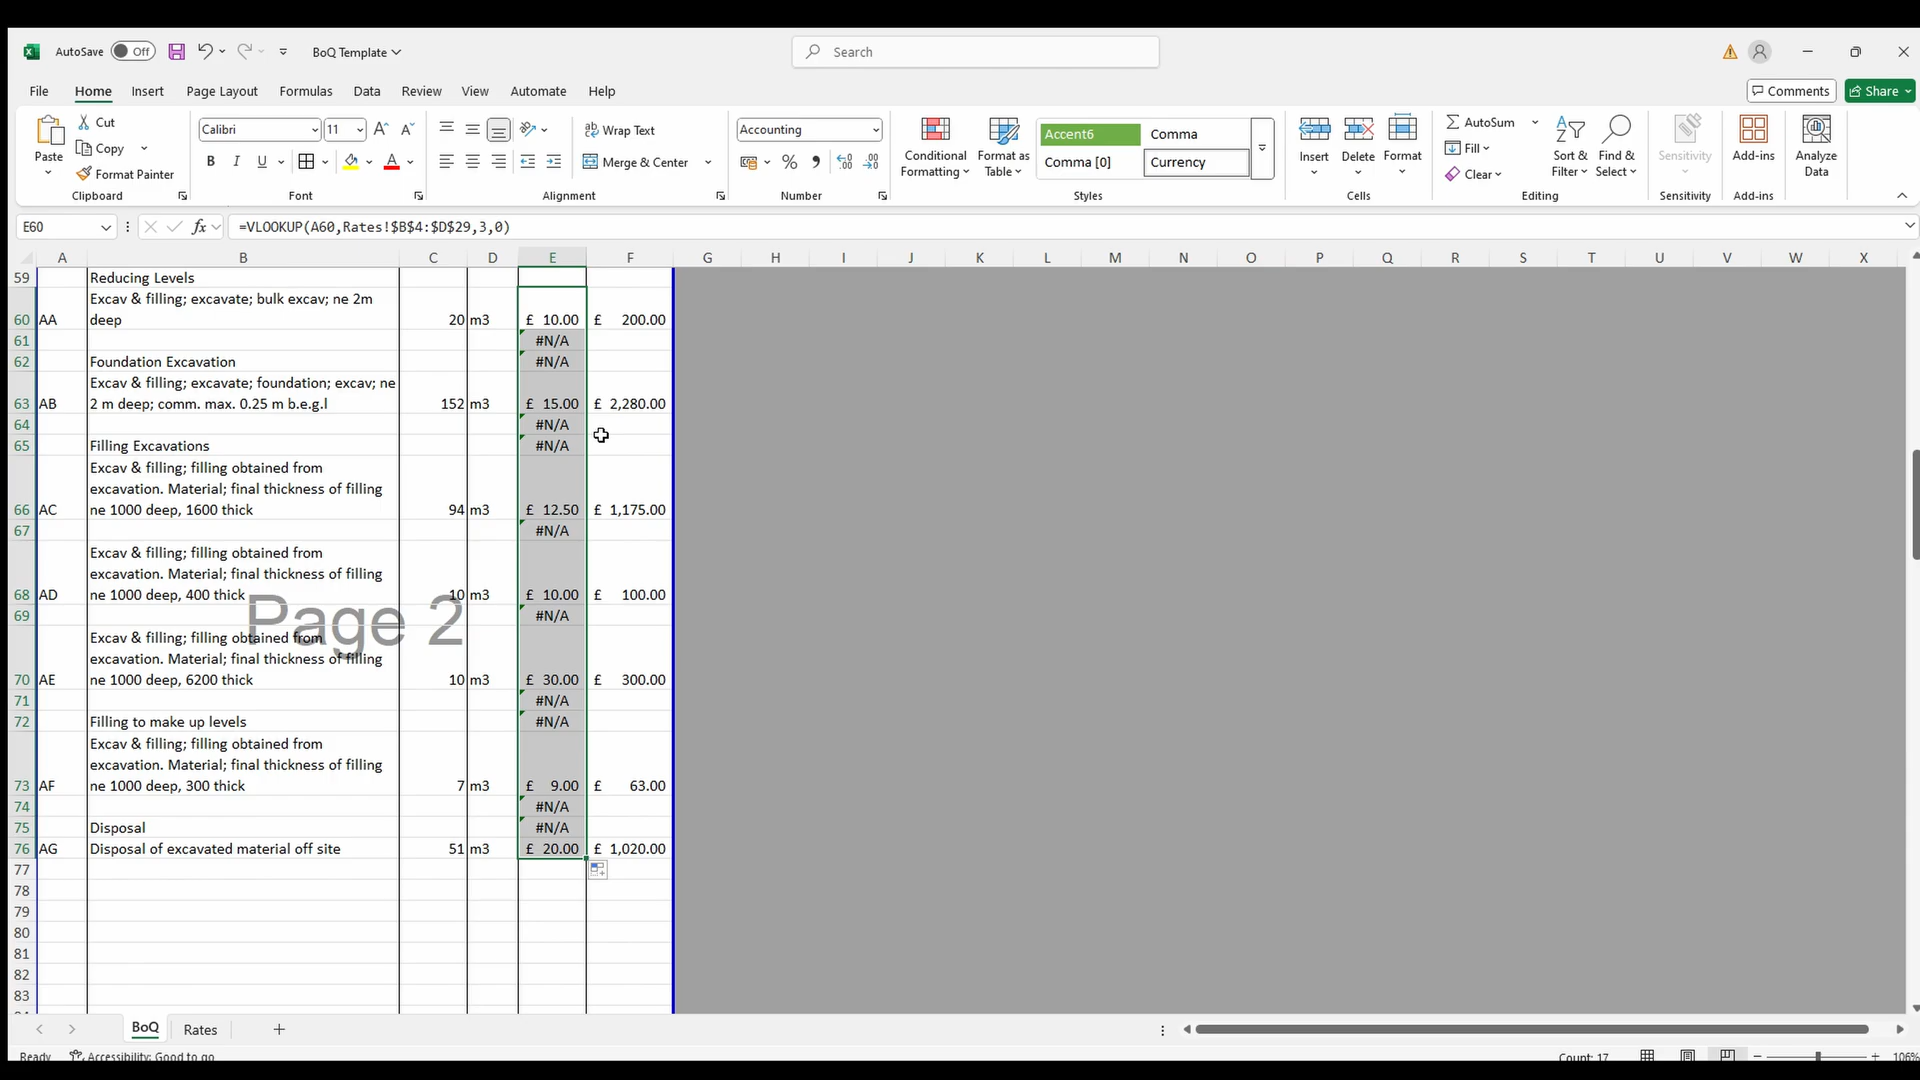 AutoSave Off BoQ Template Search
File Home Insert Page Layout Formulas Data Review View Automate Help Comments Share
Paste Cut Copy Format Painter Clipboard
Calibri 11 Font
Wrap Text Merge & Center Alignment
Accounting Number
Conditional Formatting Format as Table Accent6 Comma Comma [0] Currency Styles
Insert Delete Format Cells
AutoSum Fill Clear Sort & Filter Find & Select Editing
Sensitivity Sensitivity
Add-ins Add-ins
Analyze Data
E60 fx =VLOOKUP(A60,Rates!$B$4:$D$29,3,0)
A B C D E F G H I J K L M N O P Q R S T U V W X
59 Reducing Levels
Excav & filling; excavate; bulk excav; ne 2m
60 AA deep 20 m3 £ 10.00 £ 200.00
61 #N/A
62 Foundation Excavation #N/A
Excav & filling; excavate; foundation; excav; ne
63 AB 2 m deep; comm. max. 0.25 m b.e.g.l 152 m3 £ 15.00 £ 2,280.00
64 #N/A
65 Filling Excavations #N/A
Excav & filling; filling obtained from
excavation. Material; final thickness of filling
66 AC ne 1000 deep, 1600 thick 94 m3 £ 12.50 £ 1,175.00
67 #N/A
Excav & filling; filling obtained from
excavation. Material; final thickness of filling
68 AD ne 1000 deep, 400 thick 10 m3 £ 10.00 £ 100.00
69 #N/A
Page 2
Excav & filling; filling obtained from
excavation. Material; final thickness of filling
70 AE ne 1000 deep, 6200 thick 10 m3 £ 30.00 £ 300.00
71 #N/A
72 Filling to make up levels #N/A
Excav & filling; filling obtained from
excavation. Material; final thickness of filling
73 AF ne 1000 deep, 300 thick 7 m3 £ 9.00 £ 63.00
74 #N/A
75 Disposal #N/A
76 AG Disposal of excavated material off site 51 m3 £ 20.00 £ 1,020.00
77
78
79
80
81
82
83
BoQ Rates
Ready Accessibility: Good to go Count: 17 106%